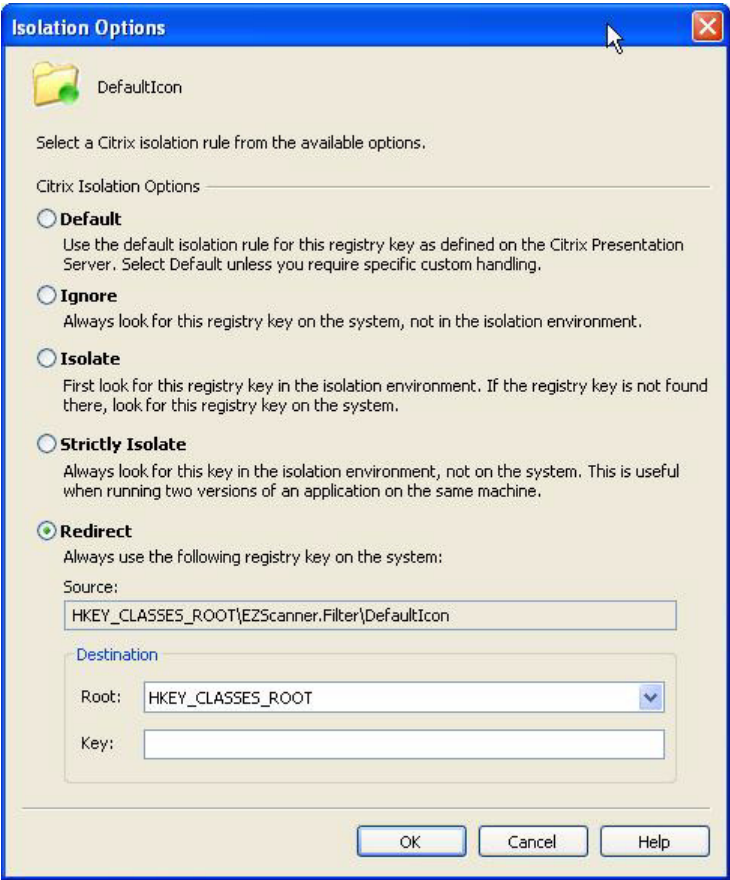 Isolation Options
DefaultIcon
Select a Citrix isolation rule from the available options.
Citrix Isolation Options
Default
Use the default isolation rule for this registry key as defined on the Citrix Presentation
Server. Select Default unless you require specific custom handling.
Ignore
Always look for this registry key on the system, not in the isolation environment.
Isolate
First look for this registry key in the isolation environment. If the registry key is not found
there, look for this registry key on the system.
Strictly Isolate
Always look for this key in the isolation environment, not on the system. This is useful
when running two versions of an application on the same machine.
Redirect
Always use the following registry key on the system:
Source:
HKEY_CLASSES_ROOT\EZScanner.Filter\DefaultIcon
Destination
Root: HKEY_CLASSES_ROOT
Key:
OK Cancel Help